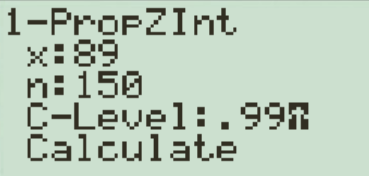 1-PropZInt
x:89
n:150
C-Level:.99
Calculate